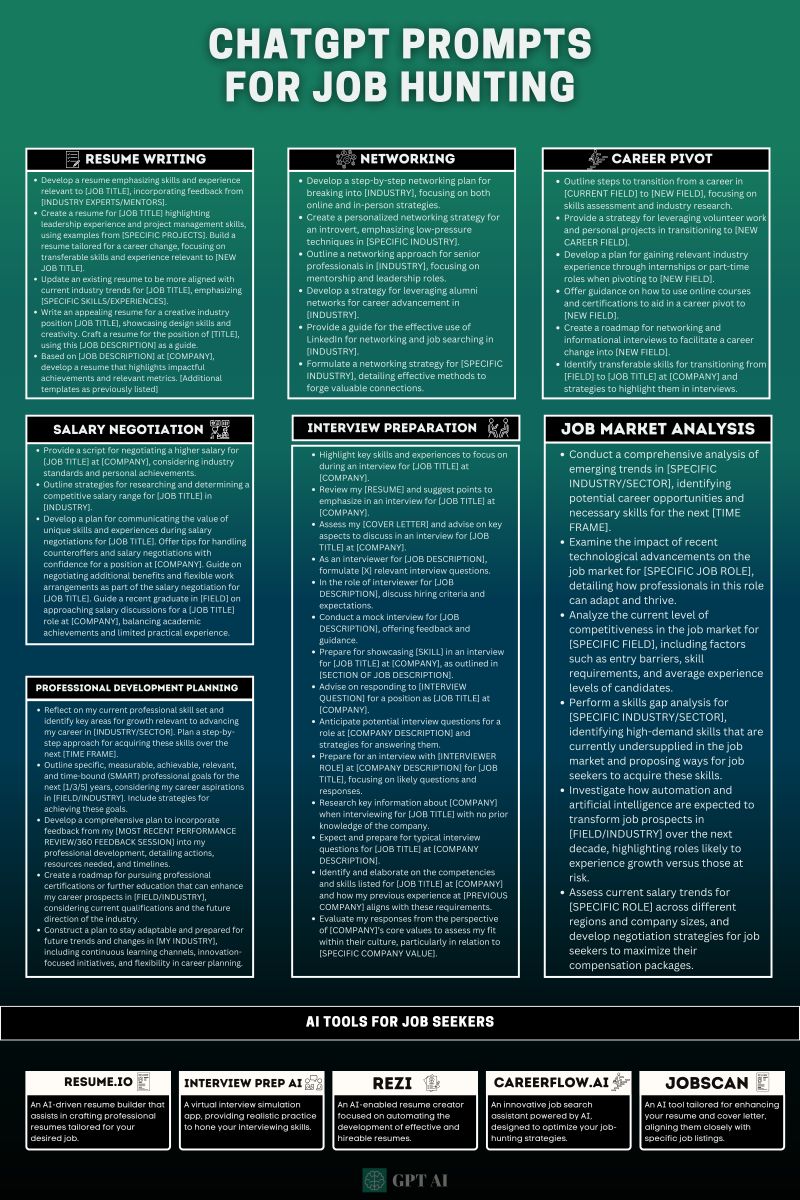 CHATGPT PROMPTS
FOR JOB HUNTING
RESUME WRITING
• Develop a resume emphasizing skills and experience
relevant to [JOB TITLE], incorporating feedback from
[INDUSTRY EXPERTS/MENTORS].
• Create a resume for [JOB TITLE] highlighting
leadership experience and project management skills,
using examples from [SPECIFIC PROJECTS]. Build a
resume tailored for a career change, focusing on
transferable skills and experience relevant to [NEW
JOB TITLE].
• Update an existing resume to be more aligned with
current industry trends for [JOB TITLE], emphasizing
[SPECIFIC SKILLS/EXPERIENCES].
• Write an appealing resume for a creative industry
position [JOB TITLE], showcasing design skills and
creativity. Craft a resume for the position of [TITLE],
using this [JOB DESCRIPTION] as a guide.
• Based on [JOB DESCRIPTION] at [COMPANY],
develop a resume that highlights impactful
achievements and relevant metrics. [Additional
templates as previously listed]
NETWORKING
• Develop a step-by-step networking plan for
breaking into [INDUSTRY], focusing on both
online and in-person strategies.
• Create a personalized networking strategy for
an introvert, emphasizing low-pressure
techniques in [SPECIFIC INDUSTRY].
• Outline a networking approach for senior
professionals in [INDUSTRY], focusing on
mentorship and leadership roles.
• Develop a strategy for leveraging alumni
networks for career advancement in
[INDUSTRY].
• Provide a guide for the effective use of
LinkedIn for networking and job searching in
[INDUSTRY].
• Formulate a networking strategy for [SPECIFIC
INDUSTRY], detailing effective methods to
forge valuable connections.
CAREER PIVOT
• Outline steps to transition from a career in
[CURRENT FIELD] to [NEW FIELD], focusing on
skills assessment and industry research.
• Provide a strategy for leveraging volunteer work
and personal projects in transitioning to [NEW
CAREER FIELD].
• Develop a plan for gaining relevant industry
experience through internships or part-time
roles when pivoting to [NEW FIELD].
• Offer guidance on how to use online courses
and certifications to aid in a career pivot to
[NEW FIELD].
• Create a roadmap for networking and
informational interviews to facilitate a career
change into [NEW FIELD].
• Identify transferable skills for transitioning from
[FIELD] to [JOB TITLE] at [COMPANY] and
strategies to highlight them in interviews.
SALARY NEGOTIATION
• Provide a script for negotiating a higher salary for
[JOB TITLE] at [COMPANY], considering industry
standards and personal achievements.
• Outline strategies for researching and determining a
competitive salary range for [JOB TITLE] in
[INDUSTRY].
• Develop a plan for communicating the value of
unique skills and experiences during salary
negotiations for [JOB TITLE]. Offer tips for handling
counteroffers and salary negotiations with
confidence for a position at [COMPANY]. Guide on
negotiating additional benefits and flexible work
arrangements as part of the salary negotiation for
[JOB TITLE]. Guide a recent graduate in [FIELD] on
approaching salary discussions for a [JOB TITLE]
role at [COMPANY], balancing academic
achievements and limited practical experience.
INTERVIEW PREPARATION
• Highlight key skills and experiences to focus on
during an interview for [JOB TITLE] at
[COMPANY].
• Review my [RESUME] and suggest points to
emphasize in an interview for [JOB TITLE] at
[COMPANY].
• Assess my [COVER LETTER] and advise on key
aspects to discuss in an interview for [JOB
TITLE] at [COMPANY].
• As an interviewer for [JOB DESCRIPTION],
formulate [X] relevant interview questions.
• In the role of interviewer for [JOB
DESCRIPTION], discuss hiring criteria and
expectations.
• Conduct a mock interview for [JOB
DESCRIPTION], offering feedback and
guidance.
• Prepare for showcasing [SKILL] in an interview
for [JOB TITLE] at [COMPANY], as outlined in
[SECTION OF JOB DESCRIPTION].
• Advise on responding to [INTERVIEW
QUESTION] for a position as [JOB TITLE] at
[COMPANY].
• Anticipate potential interview questions for a
role at [COMPANY DESCRIPTION] and
strategies for answering them.
• Prepare for an interview with [INTERVIEWER
ROLE] at [COMPANY DESCRIPTION] for [JOB
TITLE], focusing on likely questions and
responses.
• Research key information about [COMPANY]
when interviewing for [JOB TITLE] with no prior
knowledge of the company.
• Expect and prepare for typical interview
questions for [JOB TITLE] at [COMPANY
DESCRIPTION].
• Identify and elaborate on the competencies
and skills listed for [JOB TITLE] at [COMPANY]
and how my previous experience at [PREVIOUS
COMPANY] aligns with these requirements.
• Evaluate my responses from the perspective
of [COMPANY]'s core values to assess my fit
within their culture, particularly in relation to
[SPECIFIC COMPANY VALUE].
JOB MARKET ANALYSIS
• Conduct a comprehensive analysis of
emerging trends in [SPECIFIC
INDUSTRY/SECTOR], identifying
potential career opportunities and
necessary skills for the next [TIME
FRAME].
• Examine the impact of recent
technological advancements on the
job market for [SPECIFIC JOB ROLE],
detailing how professionals in this role
can adapt and thrive.
• Analyze the current level of
competitiveness in the job market for
[SPECIFIC FIELD], including factors
such as entry barriers, skill
requirements, and average experience
levels of candidates.
• Perform a skills gap analysis for
[SPECIFIC INDUSTRY/SECTOR],
identifying high-demand skills that are
currently undersupplied in the job
market and proposing ways for job
seekers to acquire these skills.
• Investigate how automation and
artificial intelligence are expected to
transform job prospects in
[FIELD/INDUSTRY] over the next
decade, highlighting roles likely to
experience growth versus those at
risk.
• Assess current salary trends for
[SPECIFIC ROLE] across different
regions and company sizes, and
develop negotiation strategies for job
seekers to maximize their
compensation packages.
PROFESSIONAL DEVELOPMENT PLANNING
• Reflect on my current professional skill set and
identify key areas for growth relevant to advancing
my career in [INDUSTRY/SECTOR]. Plan a step-by-
step approach for acquiring these skills over the
next [TIME FRAME].
• Outline specific, measurable, achievable, relevant,
and time-bound (SMART) professional goals for the
next [1/3/5] years, considering my career aspirations
in [FIELD/INDUSTRY]. Include strategies for
achieving these goals.
• Develop a comprehensive plan to incorporate
feedback from my [MOST RECENT PERFORMANCE
REVIEW/360 FEEDBACK SESSION] into my
professional development, detailing actions,
resources needed, and timelines.
• Create a roadmap for pursuing professional
certifications or further education that can enhance
my career prospects in [FIELD/INDUSTRY],
considering current qualifications and the future
direction of the industry.
• Construct a plan to stay adaptable and prepared for
future trends and changes in [MY INDUSTRY],
including continuous learning channels, innovation-
focused initiatives, and flexibility in career planning.
AI TOOLS FOR JOB SEEKERS
RESUME.IO
An AI-driven resume builder that
assists in crafting professional
resumes tailored for your
desired job.
INTERVIEW PREP AI
A virtual interview simulation
app, providing realistic practice
to hone your interviewing skills.
REZI
An AI-enabled resume creator
focused on automating the
development of effective and
hireable resumes.
CAREERFLOW.AI
An innovative job search
assistant powered by AI,
designed to optimize your job-
hunting strategies.
JOBSCAN
An AI tool tailored for enhancing
your resume and cover letter,
aligning them closely with
specific job listings.
GPT AI